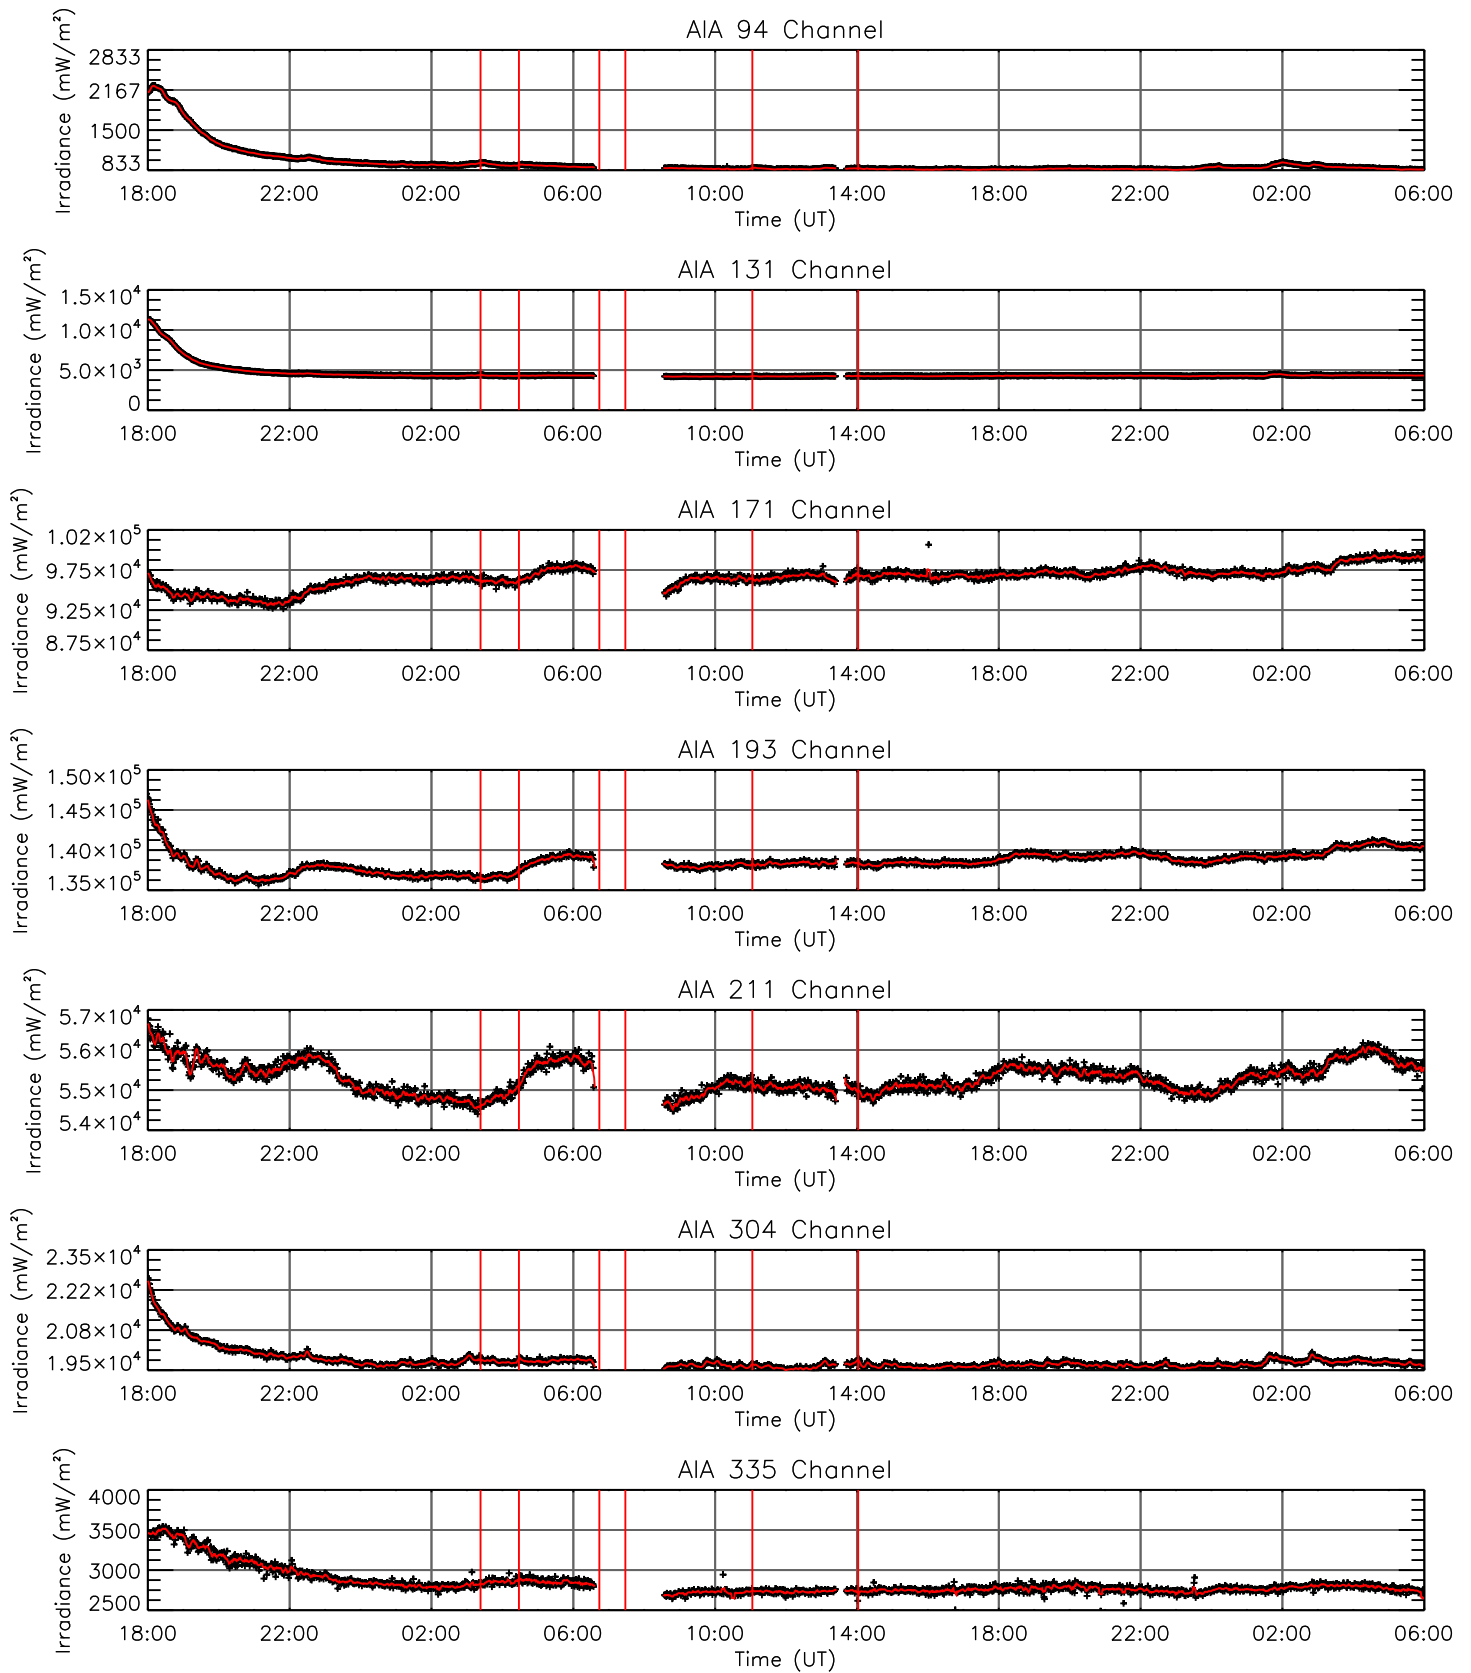 AIA 94 Channel
Irradiance (mW/m²)
2833
2167
1500
833
18:00 22:00 02:00 06:00 10:00 14:00 18:00 22:00 02:00 06:00
Time (UT)
AIA 131 Channel
Irradiance (mW/m²)
1.5×10⁴
1.0×10⁴
5.0×10³
0
18:00 22:00 02:00 06:00 10:00 14:00 18:00 22:00 02:00 06:00
Time (UT)
AIA 171 Channel
Irradiance (mW/m²)
1.02×10⁵
9.75×10⁴
9.25×10⁴
8.75×10⁴
18:00 22:00 02:00 06:00 10:00 14:00 18:00 22:00 02:00 06:00
Time (UT)
AIA 193 Channel
Irradiance (mW/m²)
1.50×10⁵
1.45×10⁵
1.40×10⁵
1.35×10⁵
18:00 22:00 02:00 06:00 10:00 14:00 18:00 22:00 02:00 06:00
Time (UT)
AIA 211 Channel
Irradiance (mW/m²)
5.7×10⁴
5.6×10⁴
5.5×10⁴
5.4×10⁴
18:00 22:00 02:00 06:00 10:00 14:00 18:00 22:00 02:00 06:00
Time (UT)
AIA 304 Channel
Irradiance (mW/m²)
2.35×10⁴
2.22×10⁴
2.08×10⁴
1.95×10⁴
18:00 22:00 02:00 06:00 10:00 14:00 18:00 22:00 02:00 06:00
Time (UT)
AIA 335 Channel
Irradiance (mW/m²)
4000
3500
3000
2500
18:00 22:00 02:00 06:00 10:00 14:00 18:00 22:00 02:00 06:00
Time (UT)